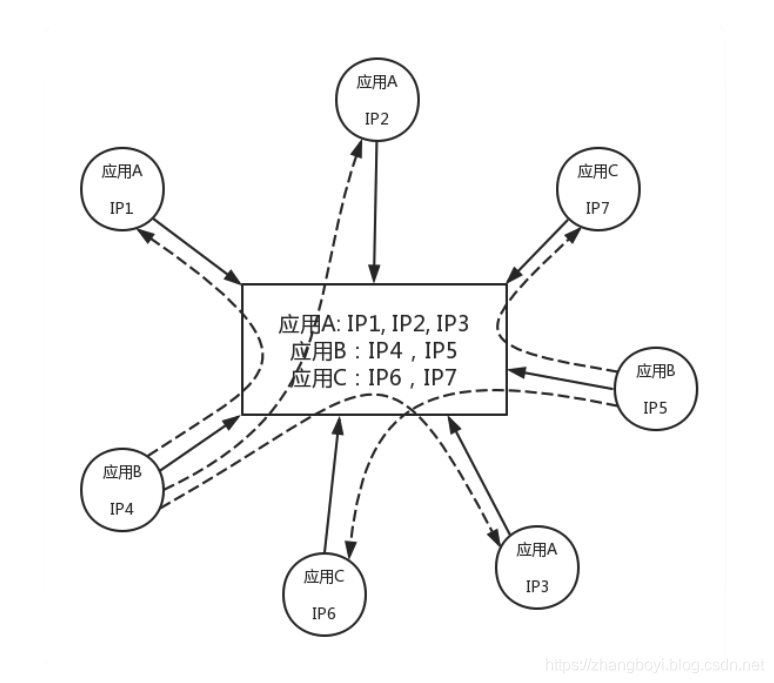 应用A
IP2
应用A
IP1
应用C
IP7
应用A: IP1, IP2, IP3
应用B：IP4，IP5
应用C：IP6，IP7
应用B
IP5
应用B
IP4
应用C
IP6
应用A
IP3
https://zhangboyi.blog.csdn.net